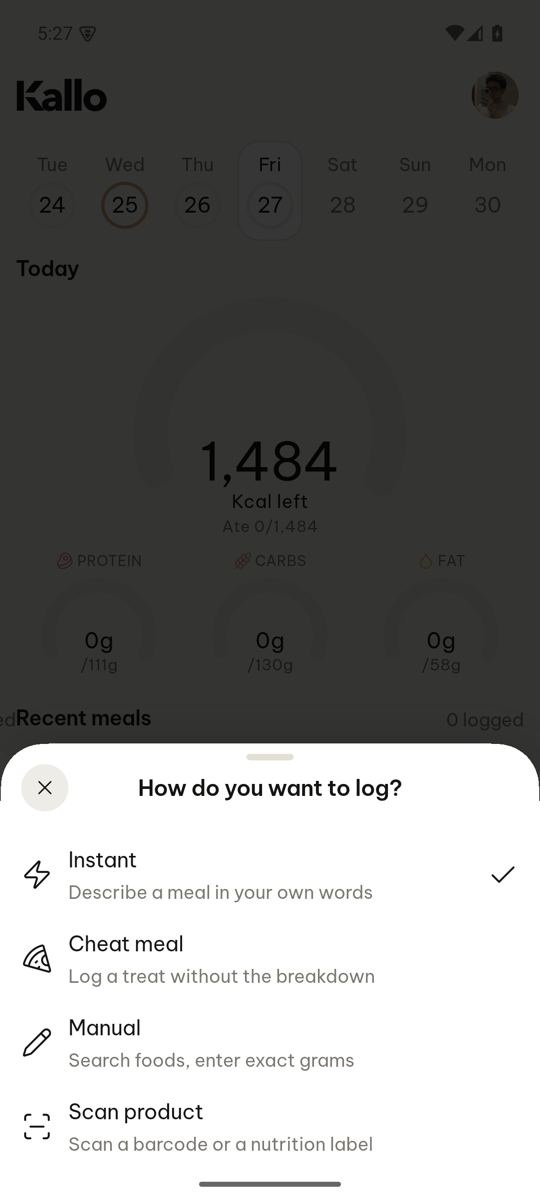 5:27
Kallo
Tue Wed Thu Fri Sat Sun Mon
24 25 26 27 28 29 30
Today
1,484
Kcal left
Ate 0/1,484
PROTEIN CARBS FAT
0g 0g 0g
/111g /130g /58g
ed Recent meals 0 logged
How do you want to log?
Instant
Describe a meal in your own words
Cheat meal
Log a treat without the breakdown
Manual
Search foods, enter exact grams
Scan product
Scan a barcode or a nutrition label